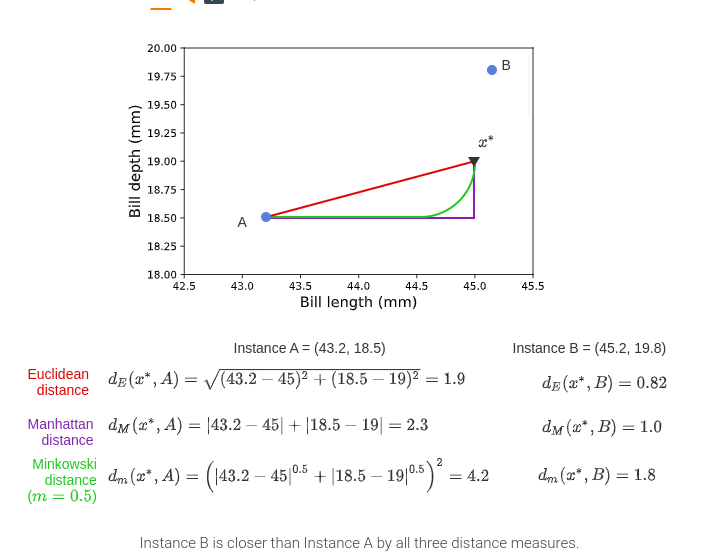 20.00
19.75
19.50
19.25
19.00
18.75
18.50
18.25
18.00
Bill depth (mm)
B
x*
A
42.5 43.0 43.5 44.0 44.5 45.0 45.5
Bill length (mm)
Instance A = (43.2, 18.5) Instance B = (45.2, 19.8)
Euclidean
distance
d_E(x*, A) = √((43.2 − 45)² + (18.5 − 19)²) = 1.9 d_E(x*, B) = 0.82
Manhattan
distance
d_M(x*, A) = |43.2 − 45| + |18.5 − 19| = 2.3 d_M(x*, B) = 1.0
Minkowski
distance
(m = 0.5)
d_m(x*, A) = (|43.2 − 45|^0.5 + |18.5 − 19|^0.5)² = 4.2 d_m(x*, B) = 1.8
Instance B is closer than Instance A by all three distance measures.